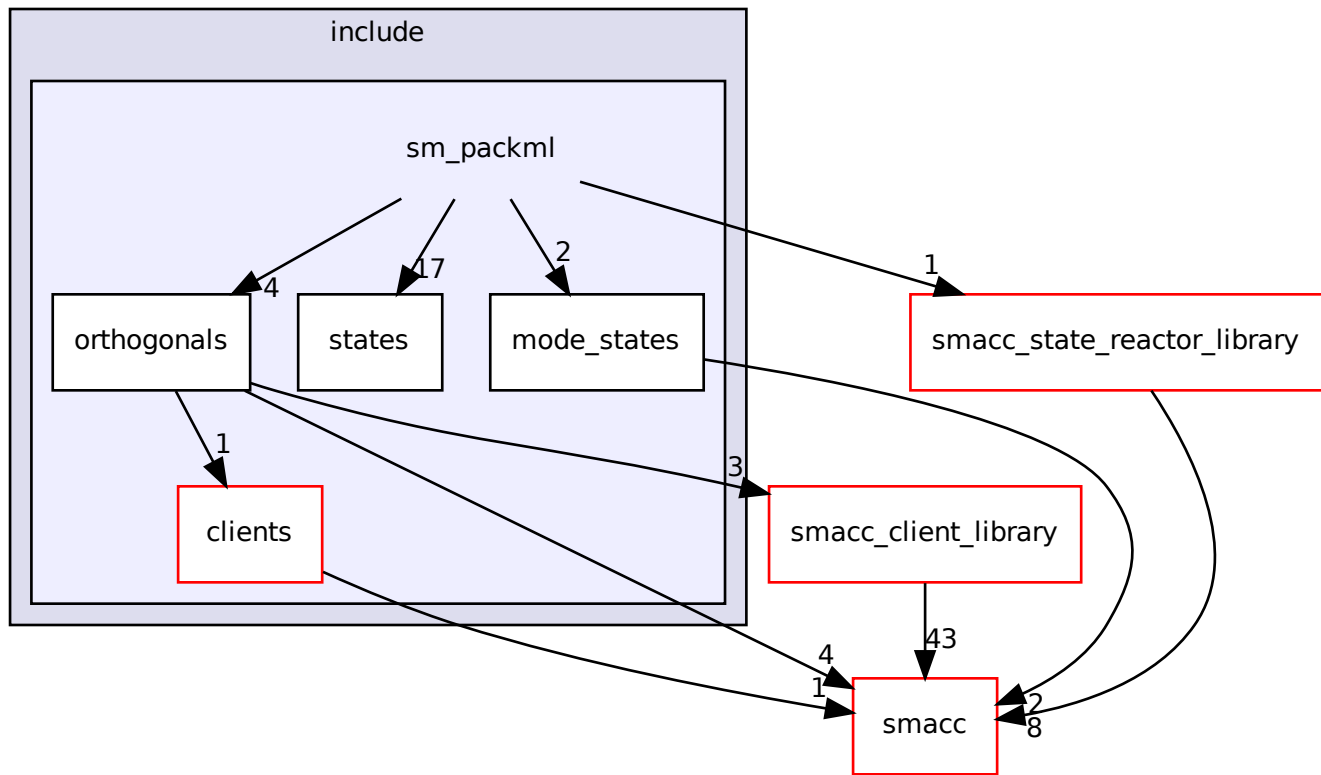 include
sm_packml
4
17
2
1
orthogonals
states
mode_states
smacc_state_reactor_library
1
3
clients
smacc_client_library
4
43
1
2
smacc
8